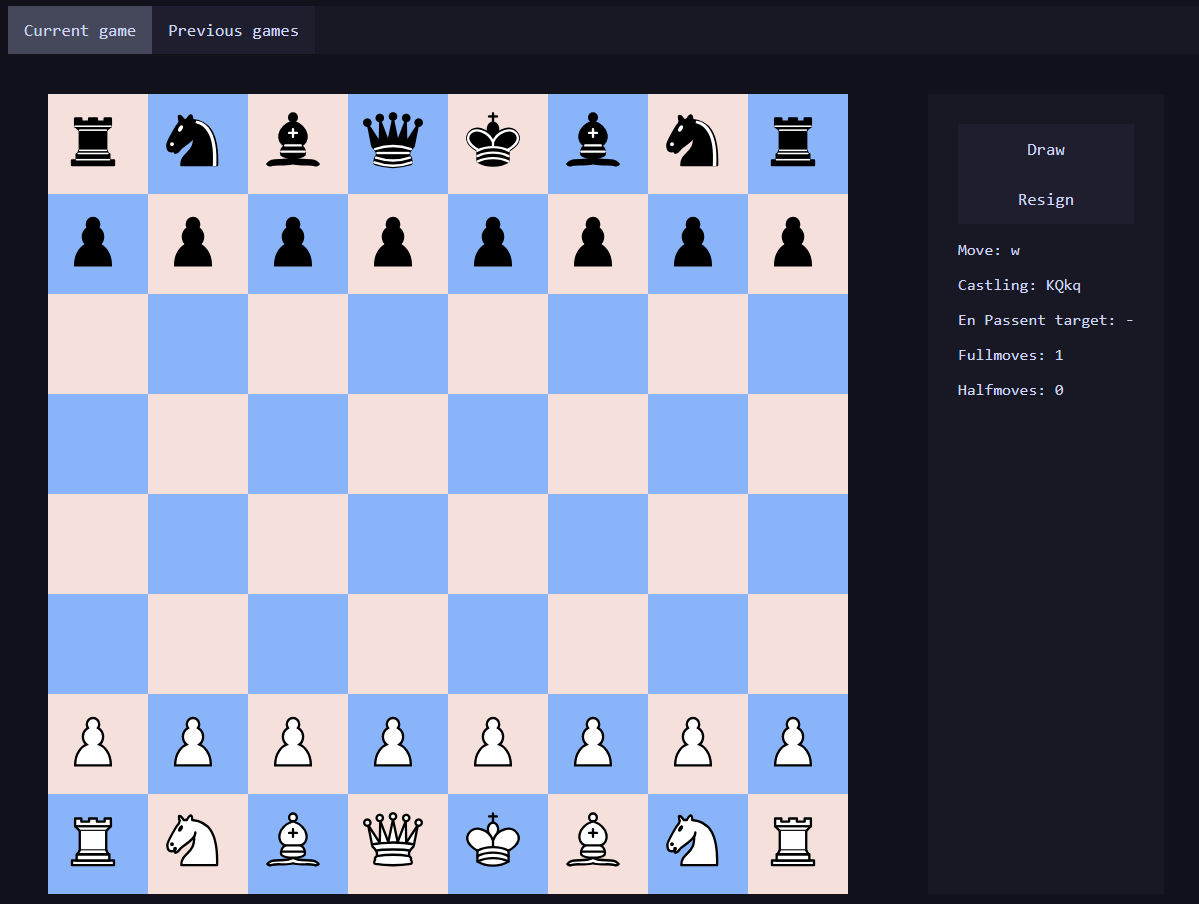 Current game
Previous games
Draw
Resign
Move: w
Castling: KQkq
En Passent target: -
Fullmoves: 1
Halfmoves: 0